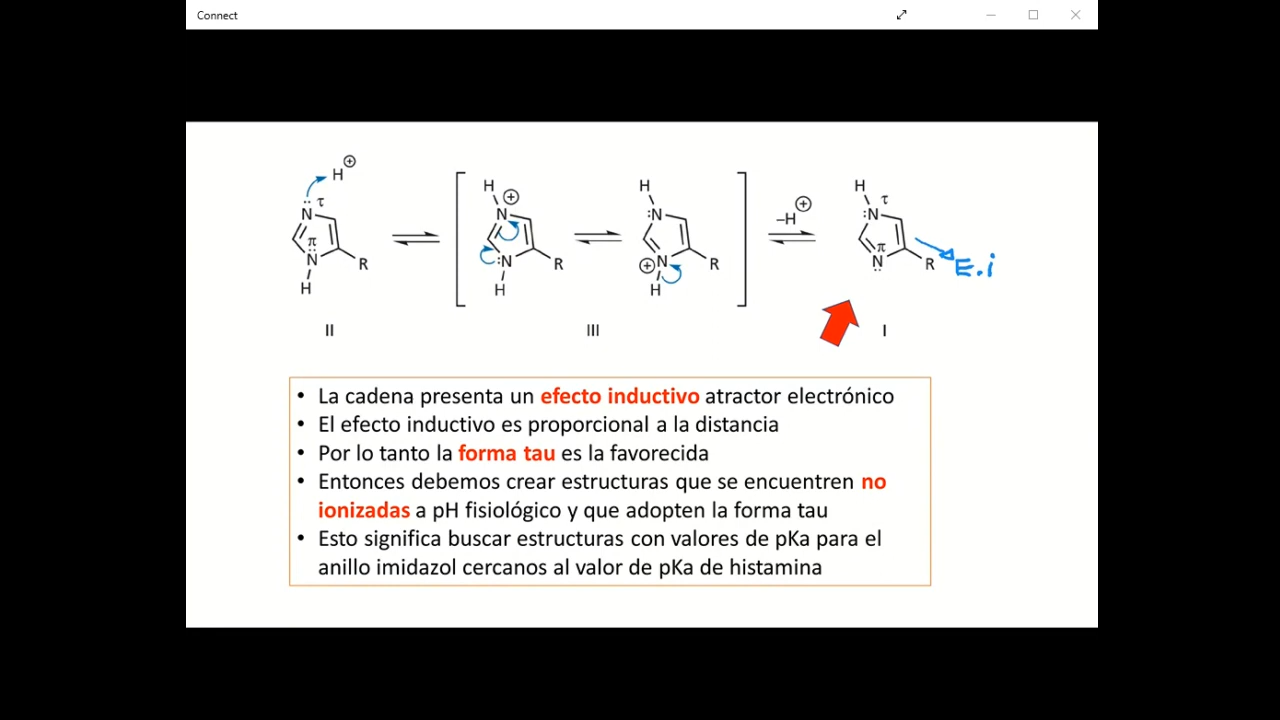 Connect
H ⊕
·· τ
N
π
··
N
H
R
II
H ⊕
N
:N
H
R
H
:N
⊕ N
H
R
III
–H ⊕
H
τ
:N
π
N
··
R
E.i
I
• La cadena presenta un efecto inductivo atractor electrónico
• El efecto inductivo es proporcional a la distancia
• Por lo tanto la forma tau es la favorecida
• Entonces debemos crear estructuras que se encuentren no
ionizadas a pH fisiológico y que adopten la forma tau
• Esto significa buscar estructuras con valores de pKa para el
anillo imidazol cercanos al valor de pKa de histamina